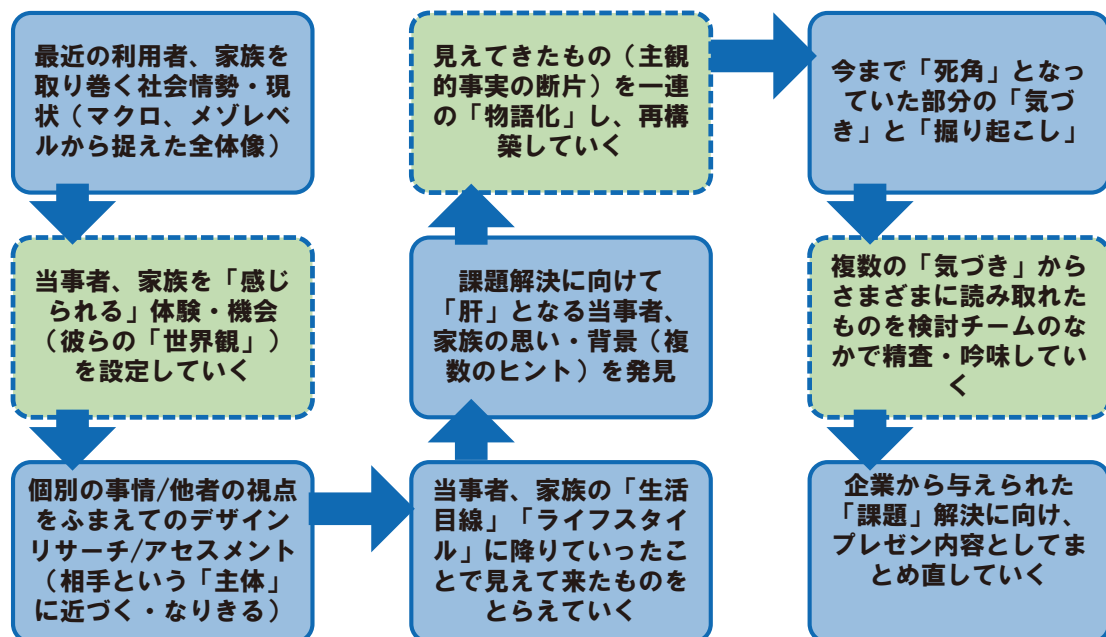 最近の利用者、家族を
取り巻く社会情勢・現
状（マクロ、メゾレベ
ルから捉えた全体像）
当事者、家族を「感じ
られる」体験・機会
（彼らの「世界観」）
を設定していく
個別の事情/他者の視点
をふまえてのデザイン
リサーチ/アセスメント
（相手という「主体」
に近づく・なりきる）
当事者、家族の「生活
目線」「ライフスタイ
ル」に降りていったこ
とで見えて来たものを
とらえていく
課題解決に向けて
「肝」となる当事者、
家族の思い・背景（複
数のヒント）を発見
見えてきたもの（主観
的事実の断片）を一連
の「物語化」し、再構
築していく
今まで「死角」となっ
ていた部分の「気づ
き」と「掘り起こし」
複数の「気づき」から
さまざまに読み取れた
ものを検討チームのな
かで精査・吟味してい
く
企業から与えられた
「課題」解決に向け、
プレゼン内容としてま
とめ直していく